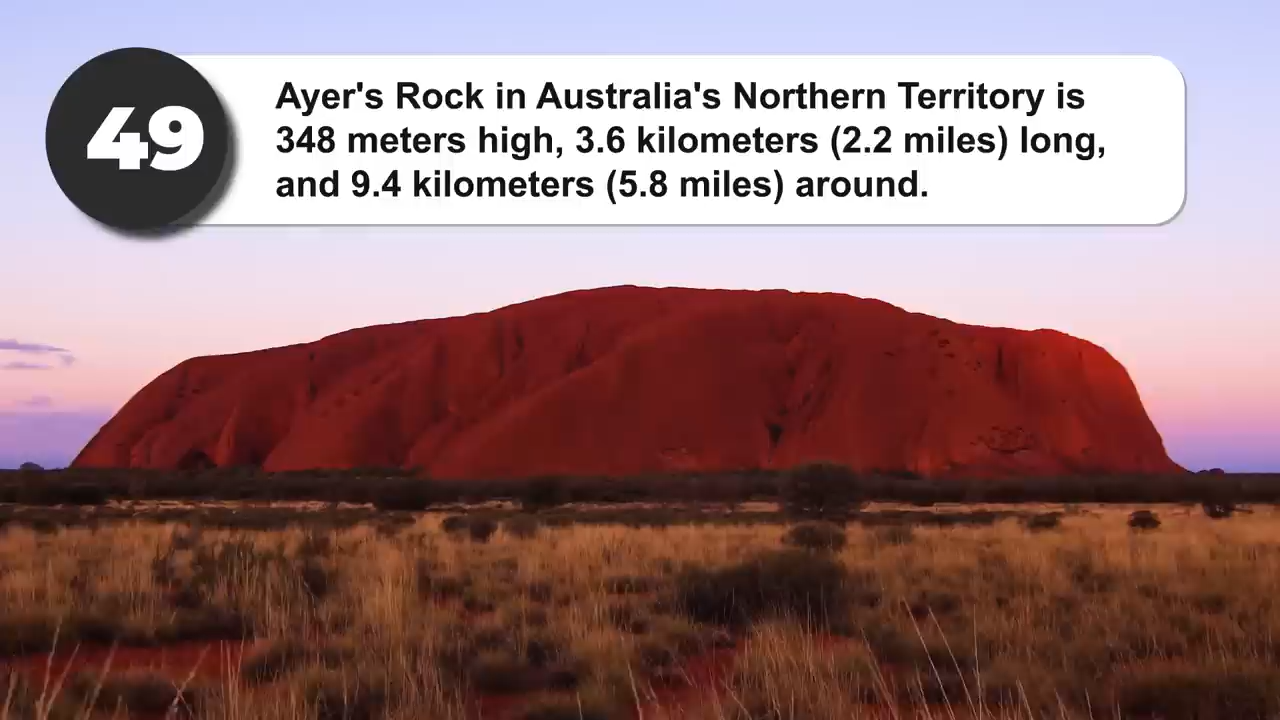 49
Ayer's Rock in Australia's Northern Territory is
348 meters high, 3.6 kilometers (2.2 miles) long,
and 9.4 kilometers (5.8 miles) around.